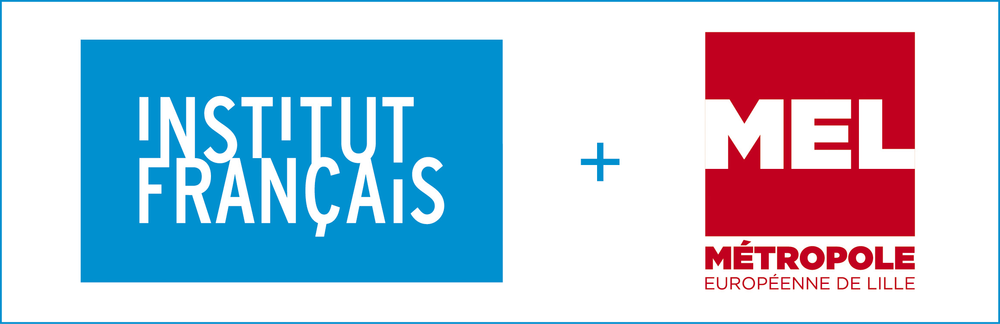 INSTITUT
FRANÇAiS
+
MEL
MÉTROPOLE
EUROPÉENNE DE LILLE